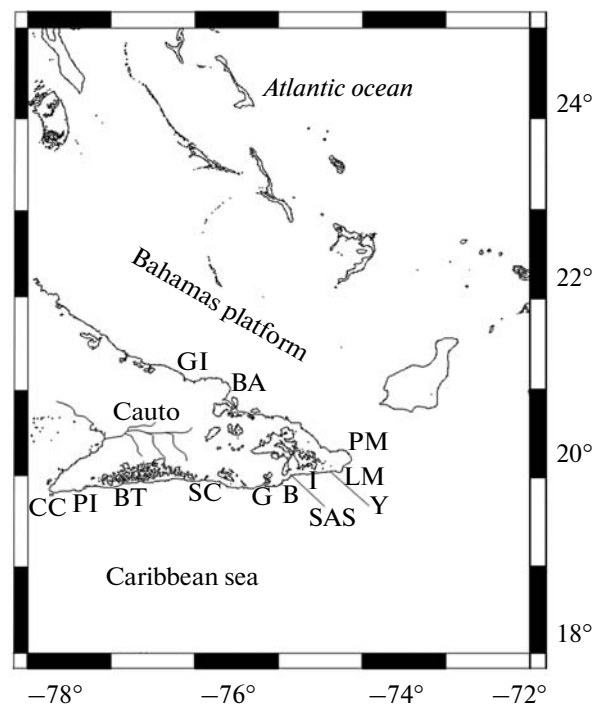 Atlantic ocean
24°
Bahamas platform
22°
GI
BA
Cauto
PM
20°
CC PI BT SC G B I LM
SAS Y
Caribbean sea
18°
−78° −76° −74° −72°